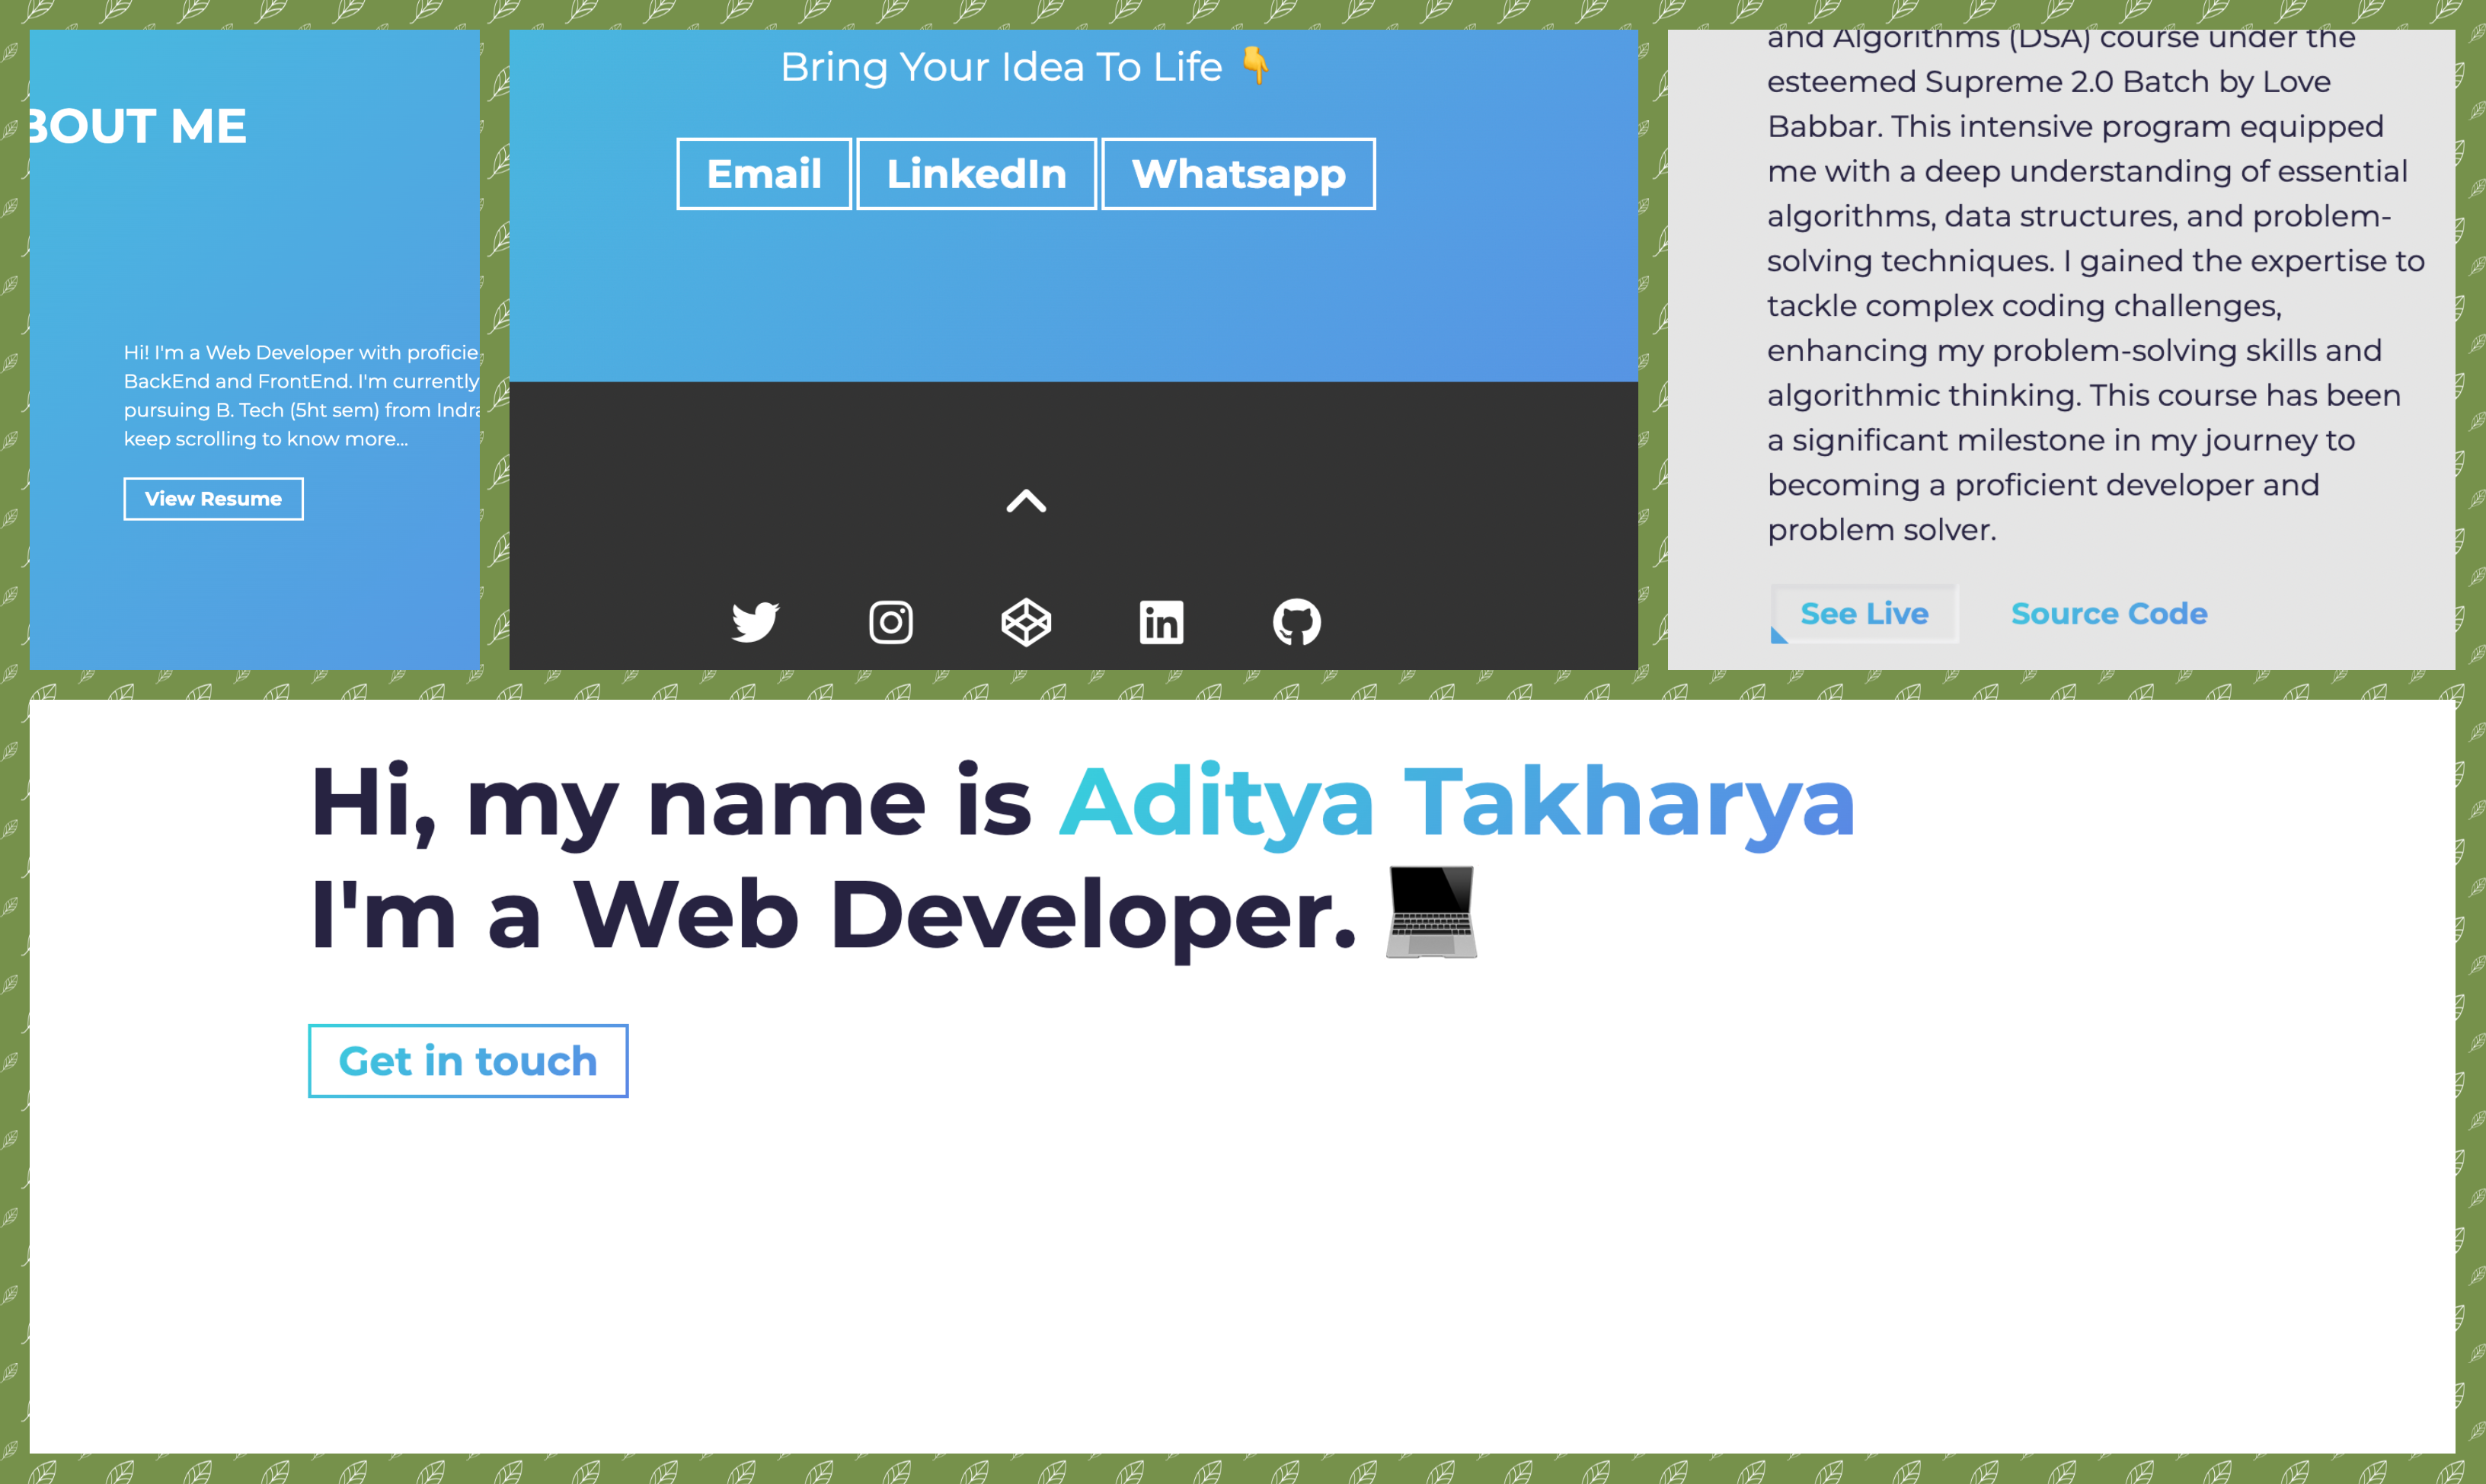 BOUT ME
Hi! I'm a Web Developer with
BackEnd and FrontEnd. I'm currently
pursuing B. Tech (5ht sem) from
keep scrolling to know more...
View Resume
Bring Your Idea To Life 👇
Email LinkedIn Whatsapp
and Algorithms (DSA) course under the
esteemed Supreme 2.0 Batch by Love
Babbar. This intensive program equipped
me with a deep understanding of essential
algorithms, data structures, and problem-
solving techniques. I gained the expertise to
tackle complex coding challenges,
enhancing my problem-solving skills and
algorithmic thinking. This course has been
a significant milestone in my journey to
becoming a proficient developer and
problem solver.
See Live Source Code
Hi, my name is Aditya Takharya
I'm a Web Developer. 💻
Get in touch